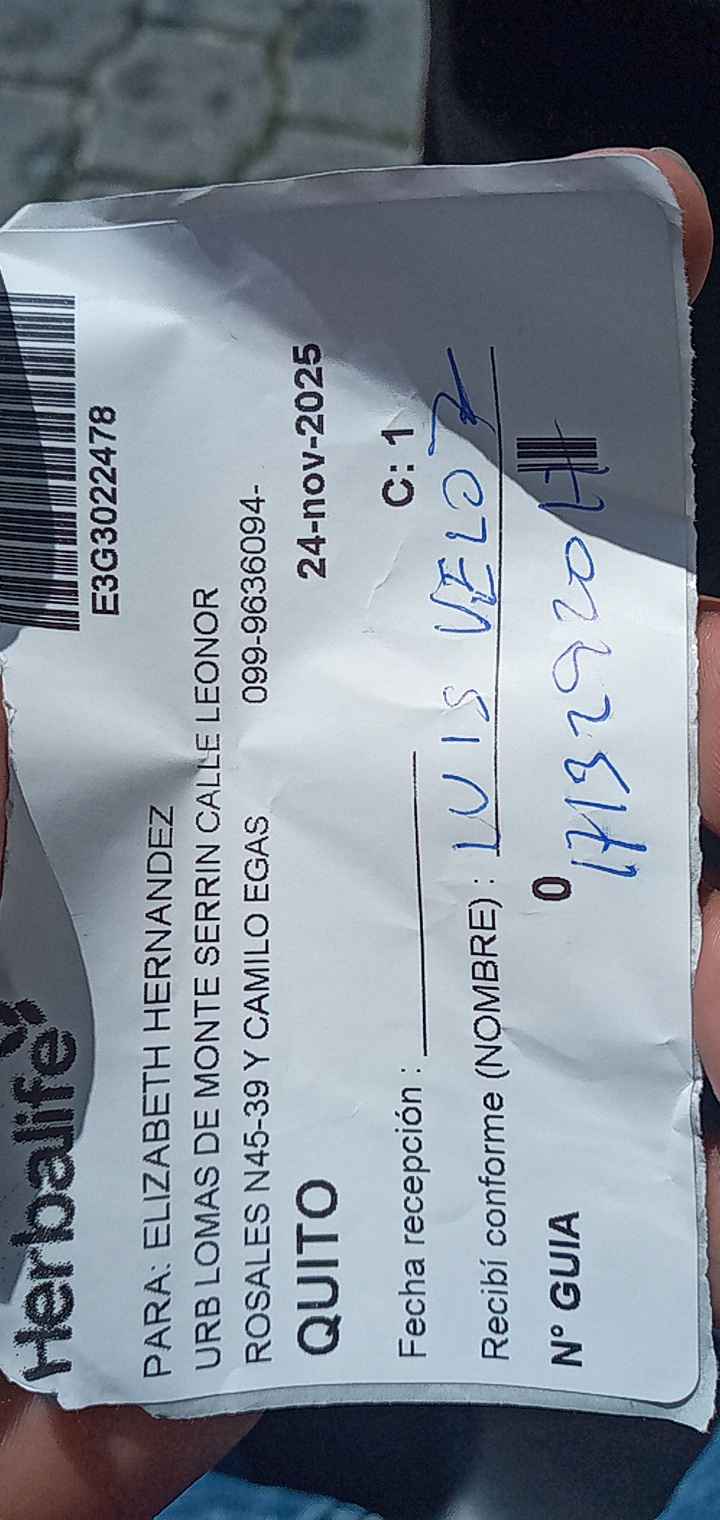 Herbalife
E3G3022478
PARA: ELIZABETH HERNANDEZ
URB LOMAS DE MONTE SERRIN CALLE LEONOR
ROSALES N45-39 Y CAMILO EGAS 099-9636094-
QUITO 24-nov-2025
Fecha recepción : C: 1
Recibí conforme (NOMBRE) : LUIS VELOZ
N° GUIA 0